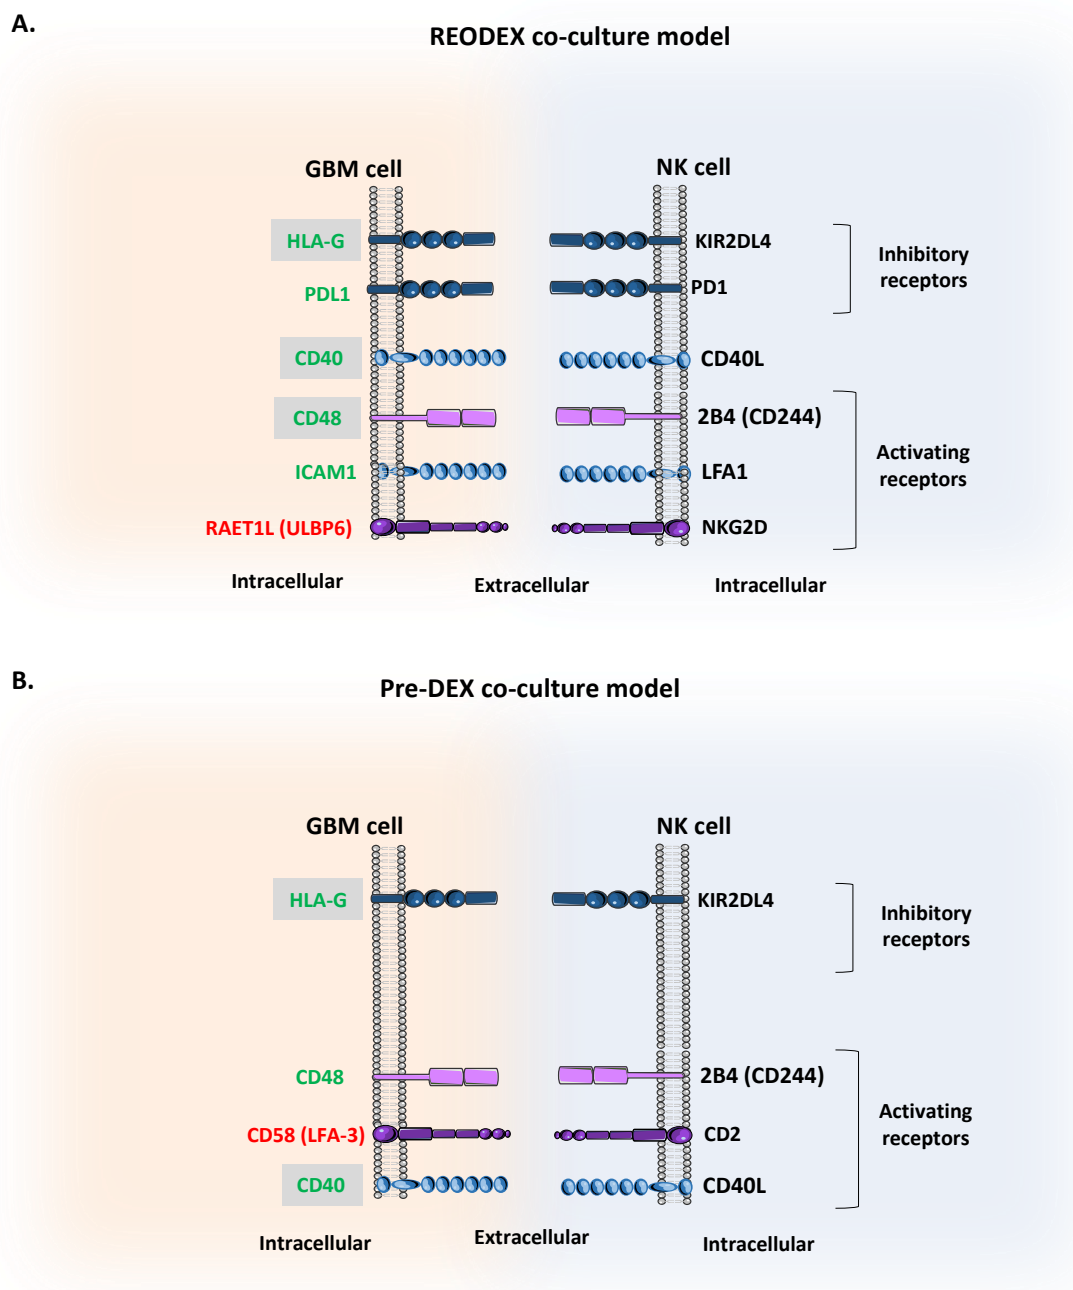 A.
REODEX co-culture model
GBM cell
NK cell
HLA-G
KIR2DL4
Inhibitory
receptors
PDL1
PD1
CD40
CD40L
CD48
2B4 (CD244)
Activating
receptors
ICAM1
LFA1
RAET1L (ULBP6)
NKG2D
Intracellular
Extracellular
Intracellular
B.
Pre-DEX co-culture model
GBM cell
NK cell
HLA-G
KIR2DL4
Inhibitory
receptors
CD48
2B4 (CD244)
Activating
receptors
CD58 (LFA-3)
CD2
CD40
CD40L
Intracellular
Extracellular
Intracellular